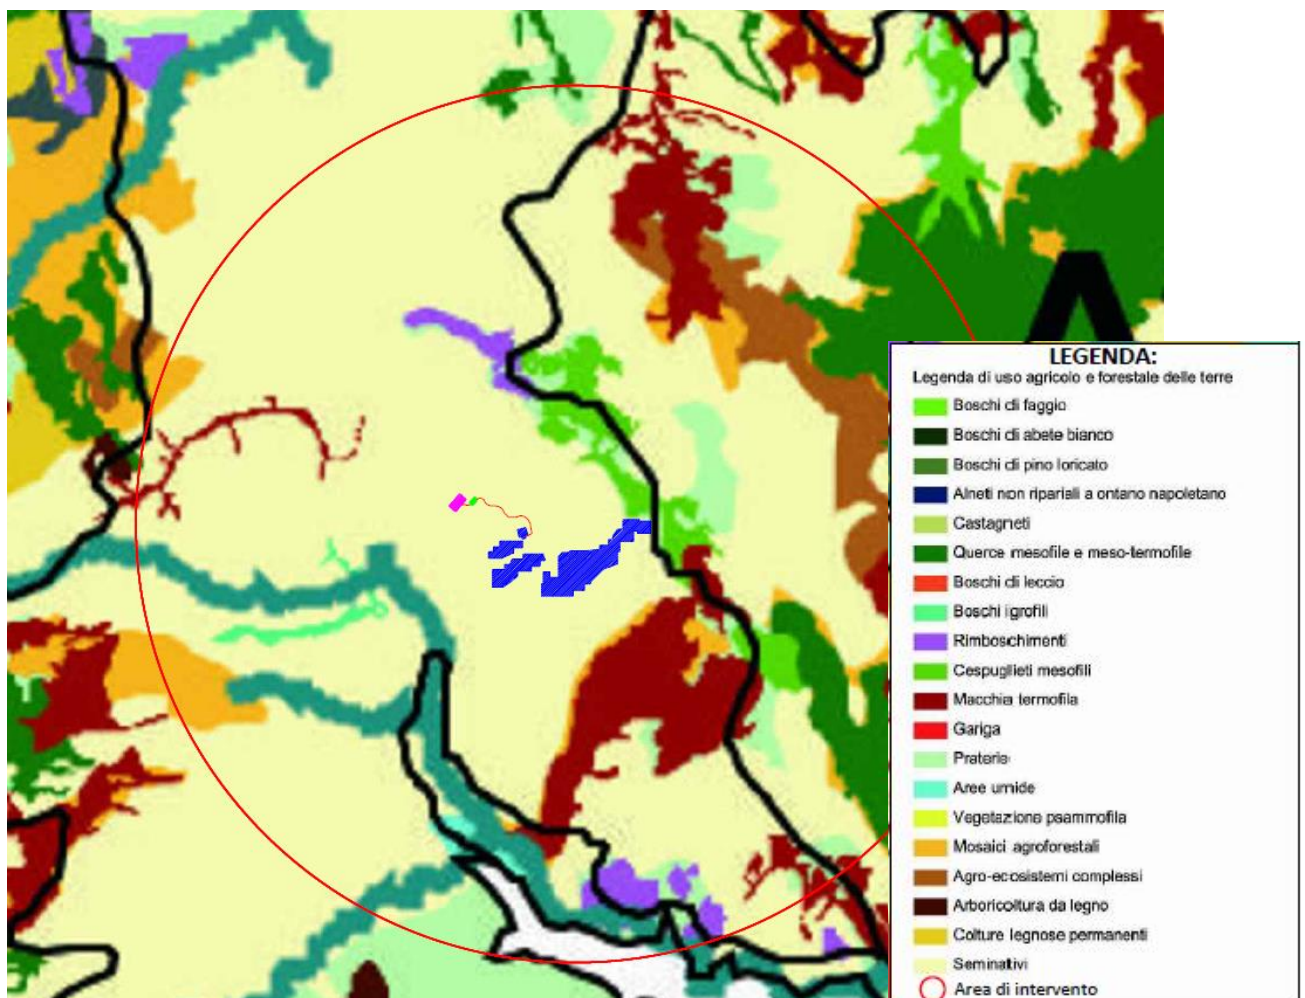 A
LEGENDA:
Legenda di uso agricolo e forestale delle terre
Boschi di faggio
Boschi di abete bianco
Boschi di pino loricato
Alneti non ripariali a ontano napoletano
Castagneti
Querce mesofile e meso-termofile
Boschi di leccio
Boschi igrofili
Rimboschimenti
Cespuglieti mesofili
Macchia termofila
Gariga
Praterie
Aree umide
Vegetazione psammofila
Mosaici agroforestali
Agro-ecosistemi complessi
Arboricoltura da legno
Colture legnose permanenti
Seminativi
Area di intervento